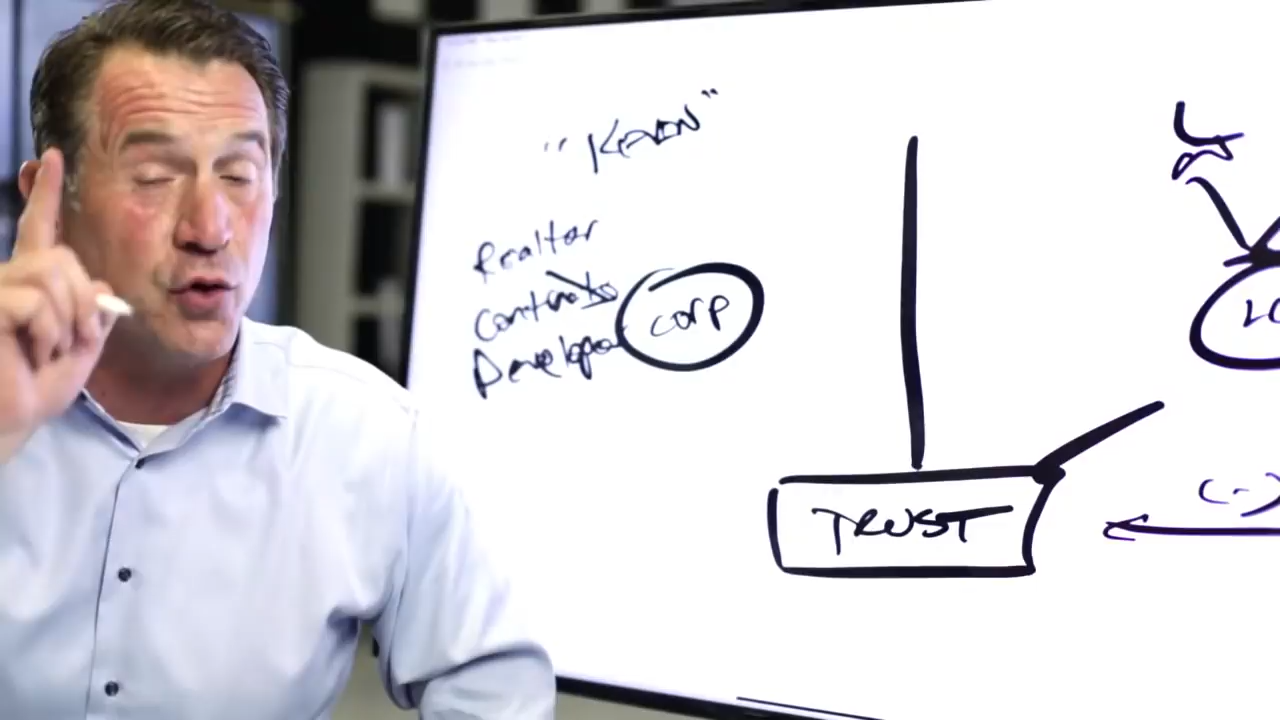 "KEVIN"
Realtor
Contractor
Developer
corp
TRUST
(-)